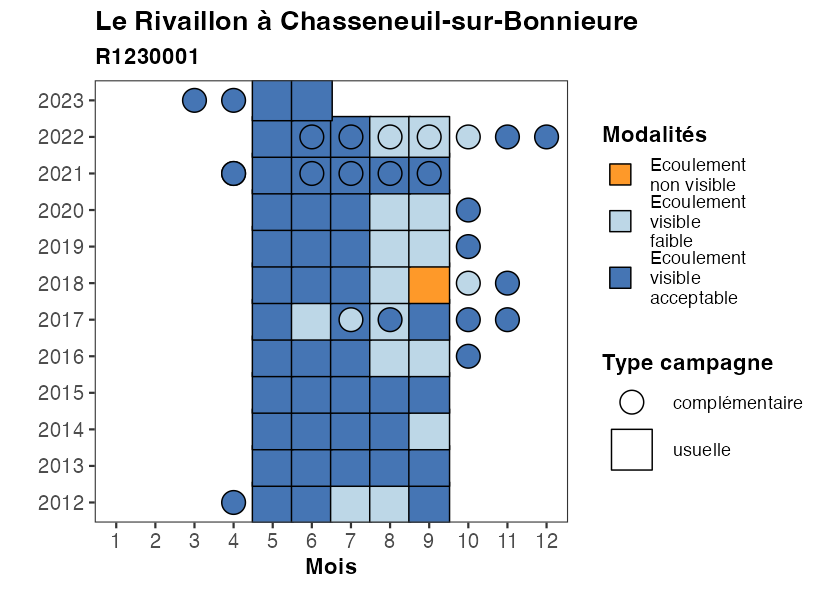 Le Rivaillon à Chasseneuil-sur-Bonnieure
R1230001
2023
2022
2021
2020
2019
2018
2017
2016
2015
2014
2013
2012
1 2 3 4 5 6 7 8 9 10 11 12
Mois
Modalités
Ecoulement
non visible
Ecoulement
visible
faible
Ecoulement
visible
acceptable
Type campagne
complémentaire
usuelle